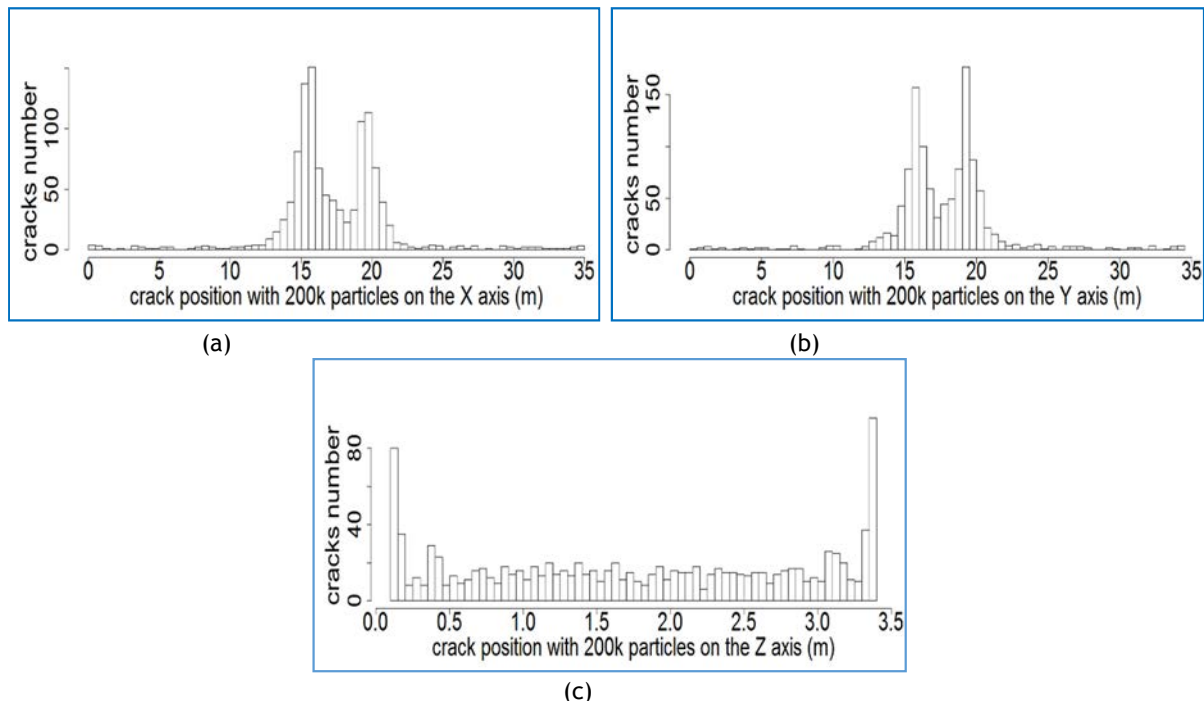 cracks number
0 50 100
0 5 10 15 20 25 30 35
crack position with 200k particles on the X axis (m)
(a)
cracks number
0 50 150
0 5 10 15 20 25 30 35
crack position with 200k particles on the Y axis (m)
(b)
cracks number
0 40 80
0.0 0.5 1.0 1.5 2.0 2.5 3.0 3.5
crack position with 200k particles on the Z axis (m)
(c)